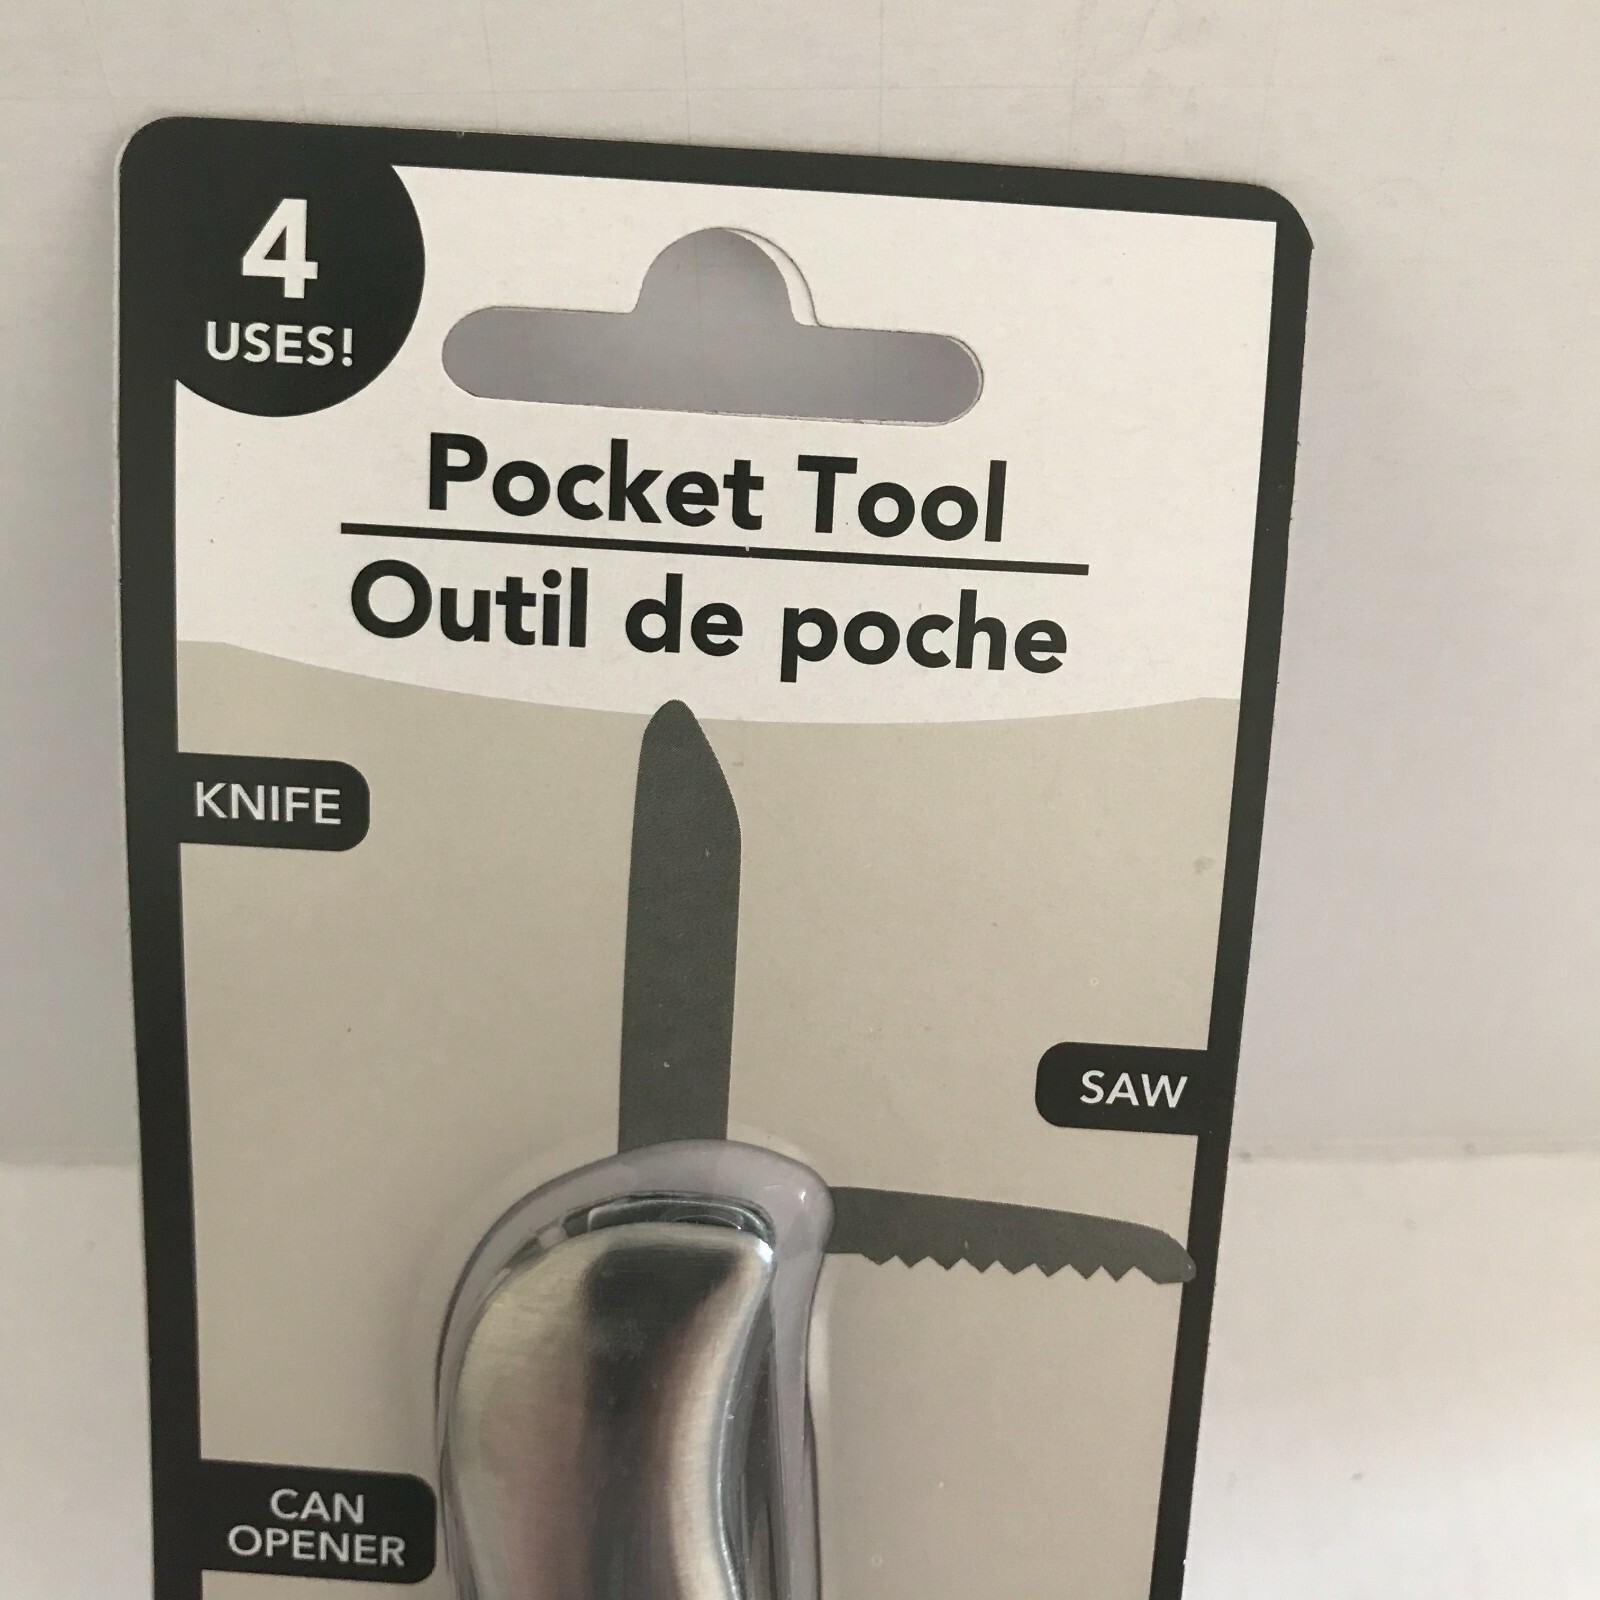 4
USES!
Pocket Tool
Outil de poche
KNIFE
SAW
CAN
OPENER